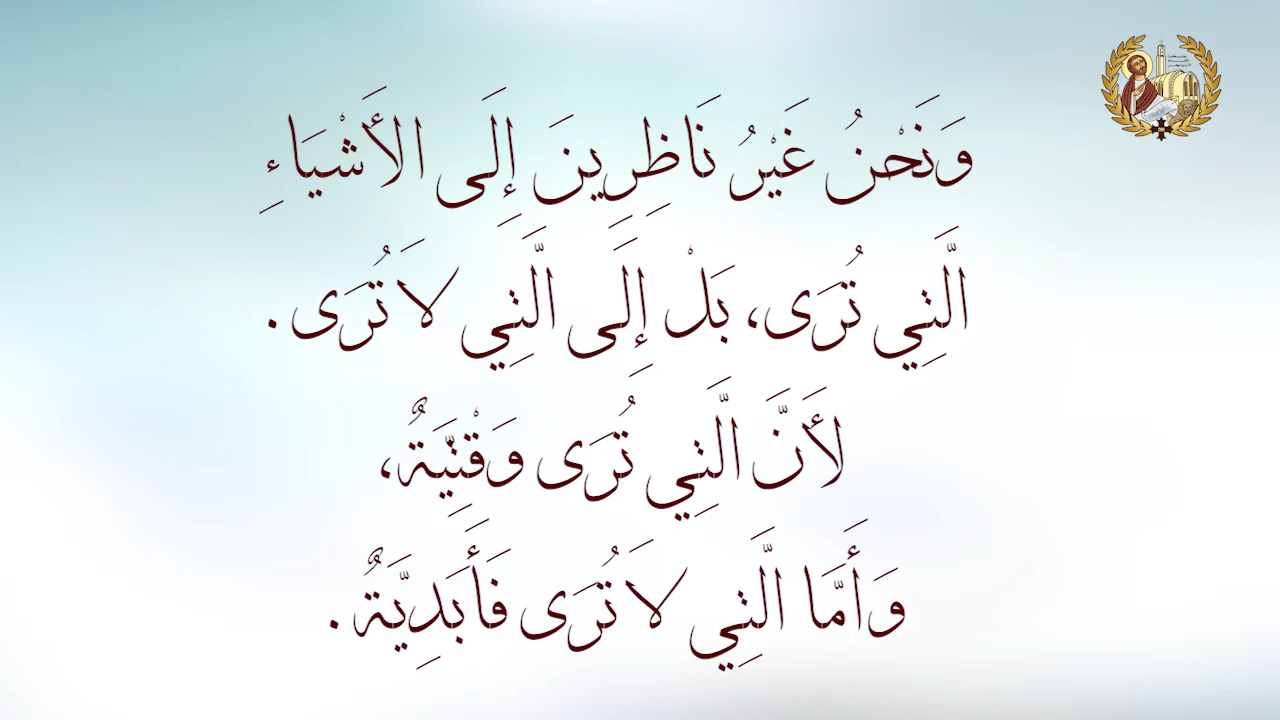 وَنَحْنُ غَيْرُ نَاظِرِينَ إِلَى الأَشْيَاءِ
الَّتِي تُرَى، بَلْ إِلَى الَّتِي لاَ تُرَى.
لأَنَّ الَّتِي تُرَى وَقْتِيَّةٌ،
وَأَمَّا الَّتِي لاَ تُرَى فَأَبَدِيَّةٌ.